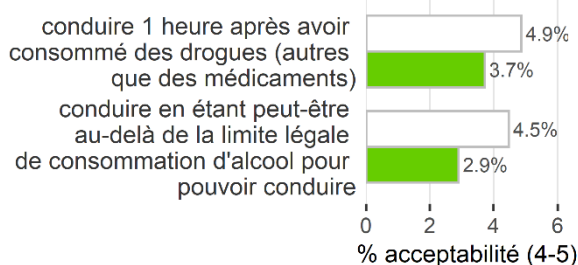 conduire 1 heure après avoir
consommé des drogues (autres
que des médicaments)
4.9%
3.7%
conduire en étant peut-être
au-delà de la limite légale
de consommation d'alcool pour
pouvoir conduire
4.5%
2.9%
0 2 4 6
% acceptabilité (4-5)